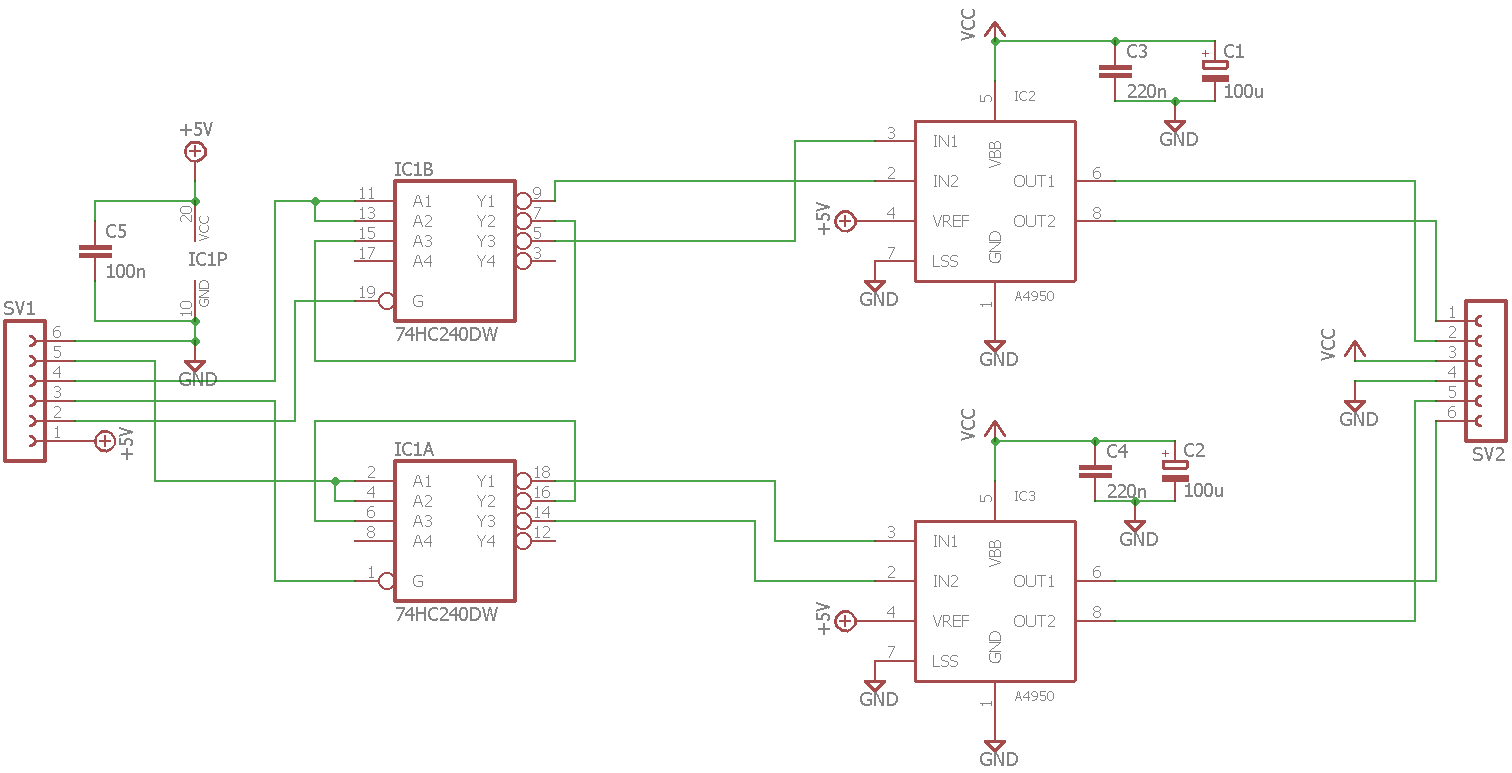 VCC
C3
+
C1
220n
100u
GND
5
IC2
3
IN1
VBB
2
IN2
OUT1
6
+5V
4
VREF
OUT2
8
GND
7
LSS
GND
1
A4950
GND
+5V
20
VCC
C5
IC1P
100n
10
GND
GND
IC1B
11
A1
Y1
9
13
A2
Y2
7
15
A3
Y3
5
17
A4
Y4
3
19
G
74HC240DW
SV1
6
5
4
3
2
1
+5V
IC1A
2
A1
Y1
18
4
A2
Y2
16
6
A3
Y3
14
8
A4
Y4
12
1
G
74HC240DW
VCC
C4
+
C2
220n
100u
GND
5
IC3
3
IN1
VBB
2
IN2
OUT1
6
+5V
4
VREF
OUT2
8
GND
7
LSS
GND
1
A4950
GND
VCC
GND
1
2
3
4
5
6
SV2